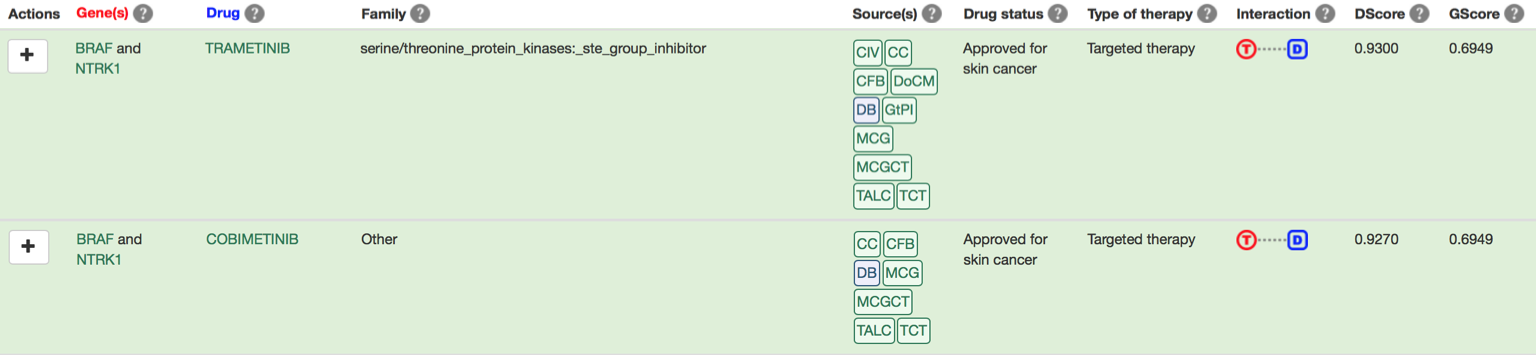 Actions Gene(s) ? Drug ? Family ? Source(s) ? Drug status ? Type of therapy ? Interaction ? DScore ? GScore ?
+ BRAF and TRAMETINIB serine/threonine_protein_kinases:_ste_group_inhibitor CIV CC Approved for Targeted therapy T D 0.9300 0.6949
NTRK1 skin cancer
CFB DoCM
DB GtPl
MCG
MCGCT
TALC TCT
+ BRAF and COBIMETINIB Other CC CFB Approved for Targeted therapy T D 0.9270 0.6949
NTRK1 skin cancer
DB MCG
MCGCT
TALC TCT